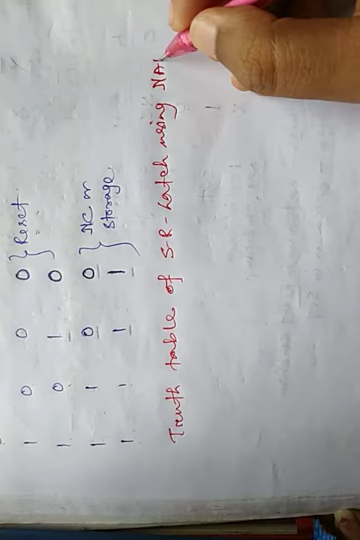 1 0 0 0 } Reset
1 0 1 0
1 1 0 0 } NC or
1 1 1 1 storage
Truth table of S-R-Latch using NA